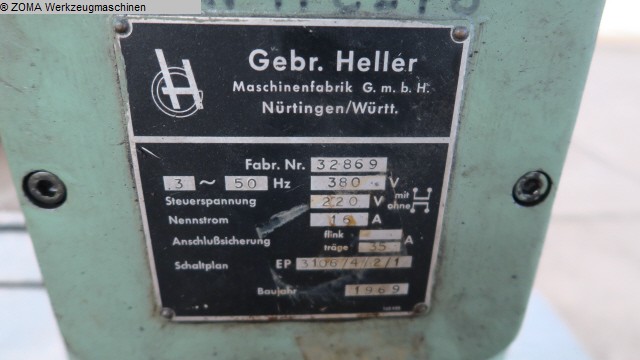 © ZOMA Werkzeugmaschinen
Gebr. Heller
Maschinenfabrik G.m.b.H.
Nürtingen/Württ.
Fabr. Nr. 32869
3 ~ 50 Hz 380 V
Steuerspannung 220 V mit ohne
Nennstrom 16 A
Anschlußsicherung flink träge 35 A
Schaltplan EP
Baujahr 1969